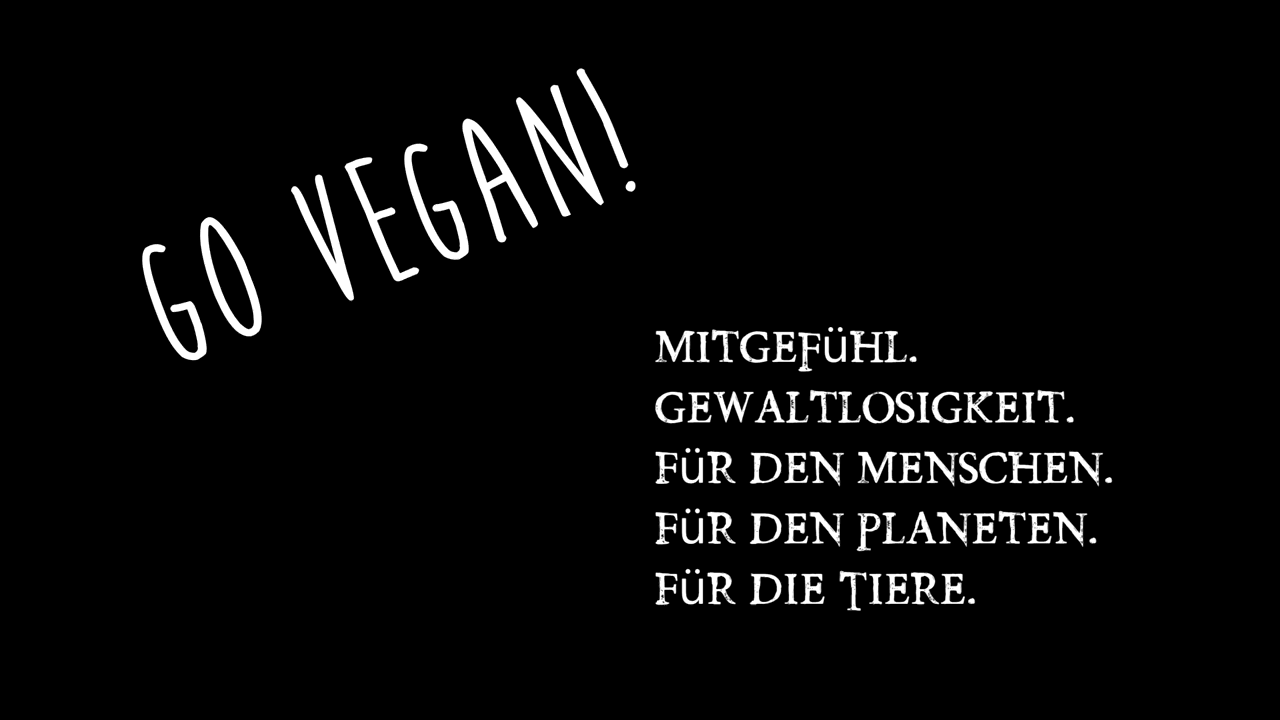 GO VEGAN!
MITGEFÜHL.
GEWALTLOSIGKEIT.
FÜR DEN MENSCHEN.
FÜR DEN PLANETEN.
FÜR DIE TIERE.